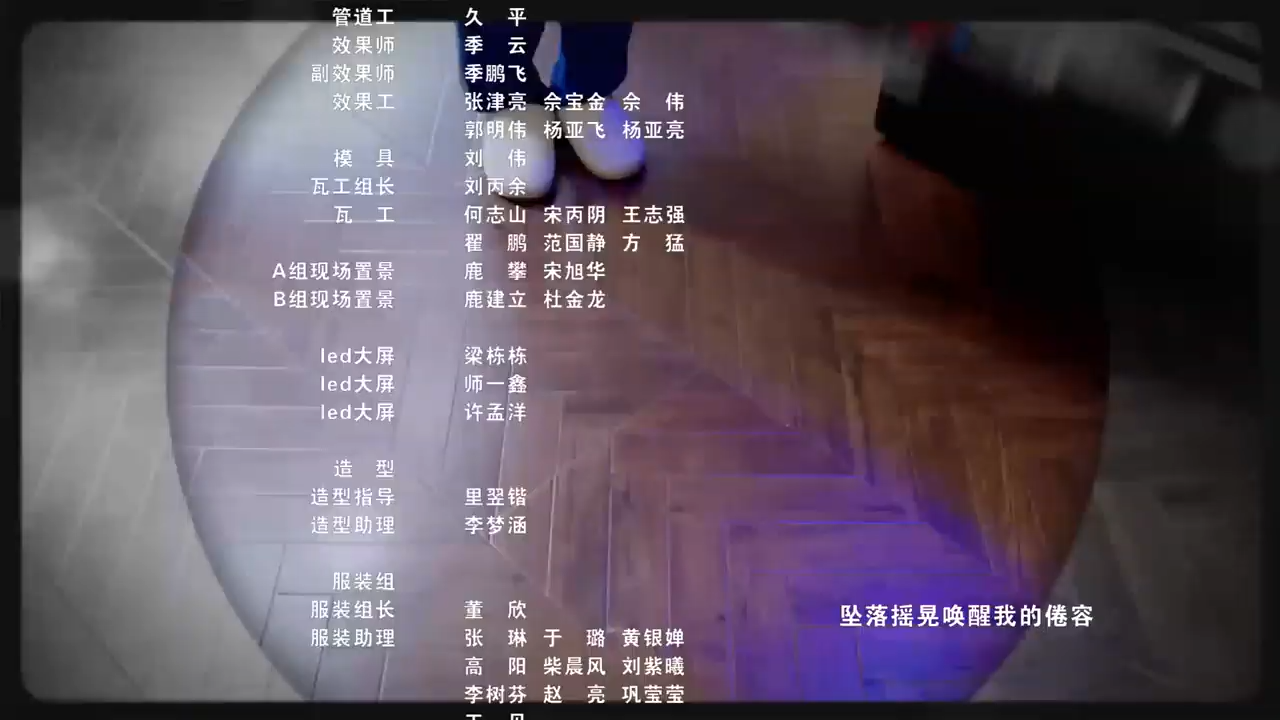 管道工 久 平
效果师 季 云
副效果师 季鹏飞
效果工 张津亮 佘宝金 佘 伟
郭明伟 杨亚飞 杨亚亮
模 具 刘 伟
瓦工组长 刘丙余
瓦 工 何志山 宋丙阴 王志强
翟 鹏 范国静 方 猛
A组现场置景 鹿 攀 宋旭华
B组现场置景 鹿建立 杜金龙
led大屏 梁栋栋
led大屏 师一鑫
led大屏 许孟洋
造 型
造型指导 里翌锴
造型助理 李梦涵
服装组
服装组长 董 欣
坠落摇晃唤醒我的倦容
服装助理 张 琳 于 璐 黄银婵
高 阳 柴晨风 刘紫曦
李树芬 赵 亮 巩莹莹